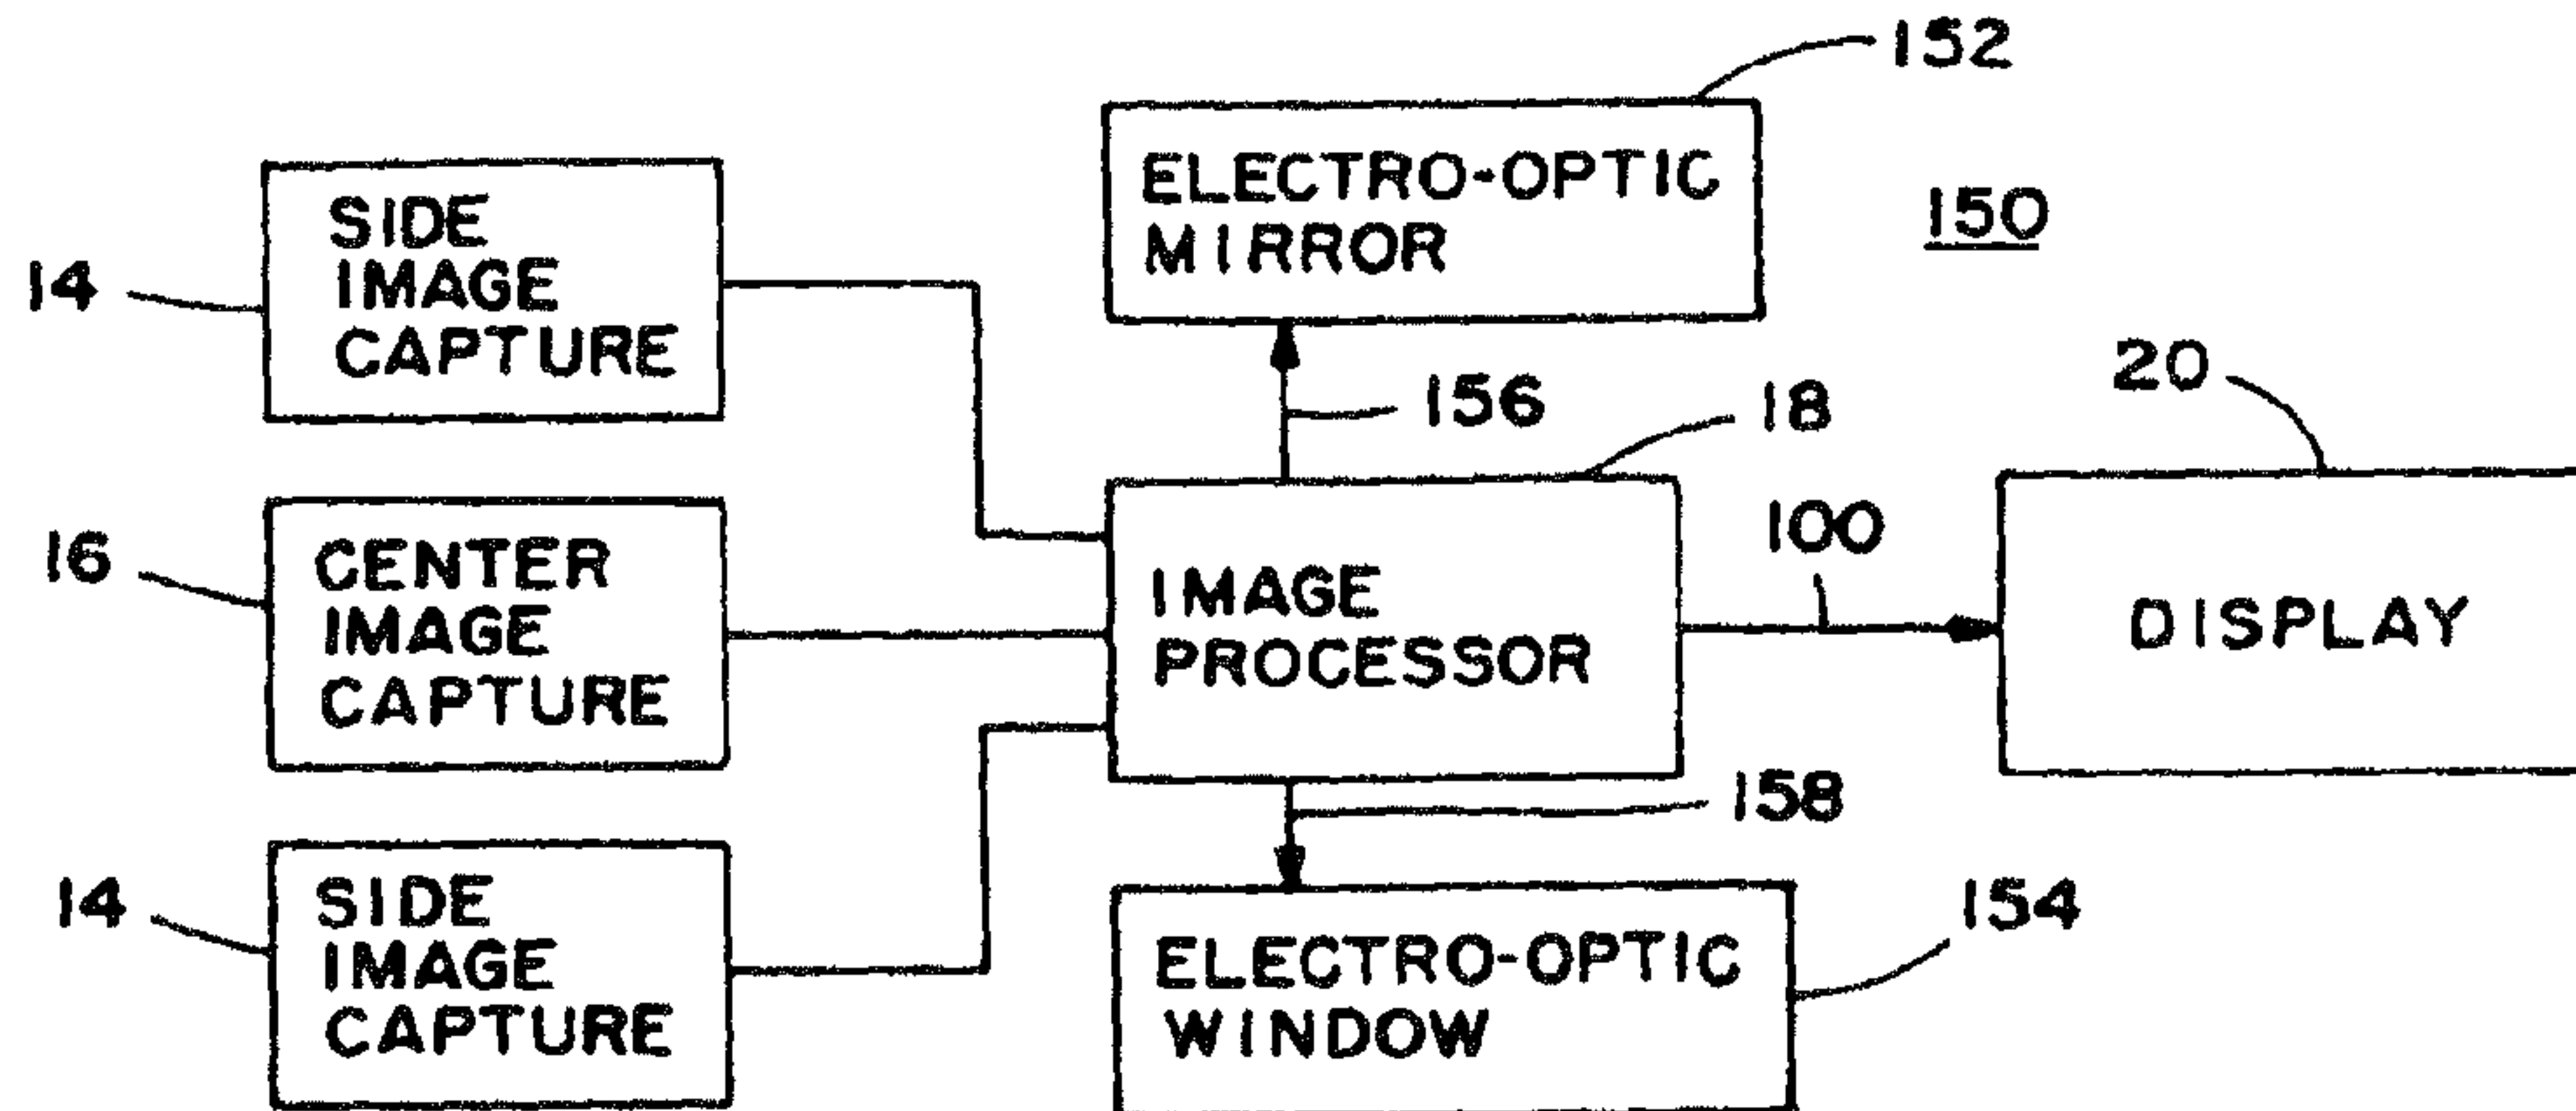 152
ELECTRO-OPTIC
MIRROR
150
SIDE
IMAGE
CAPTURE
14
156
18
20
16
CENTER
IMAGE
CAPTURE
IMAGE
PROCESSOR
100
DISPLAY
158
14
SIDE
IMAGE
CAPTURE
ELECTRO-OPTIC
WINDOW
154